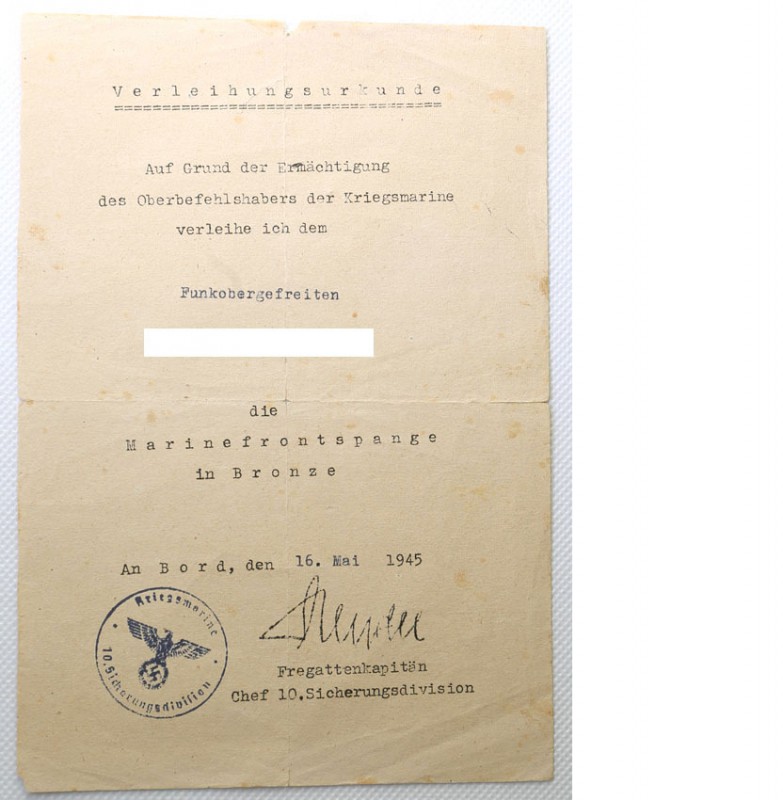 Verleihungsurkunde
Auf Grund der Ermächtigung
des Oberbefehlshabers der Kriegsmarine
verleihe ich dem
Funkobergefreiten
die
Marinefrontspange
in Bronze
An Bord, den 16. Mai 1945
Kriegsmarine
10.Sicherungsdivision
Fregattenkapitän
Chef 10.Sicherungsdivision